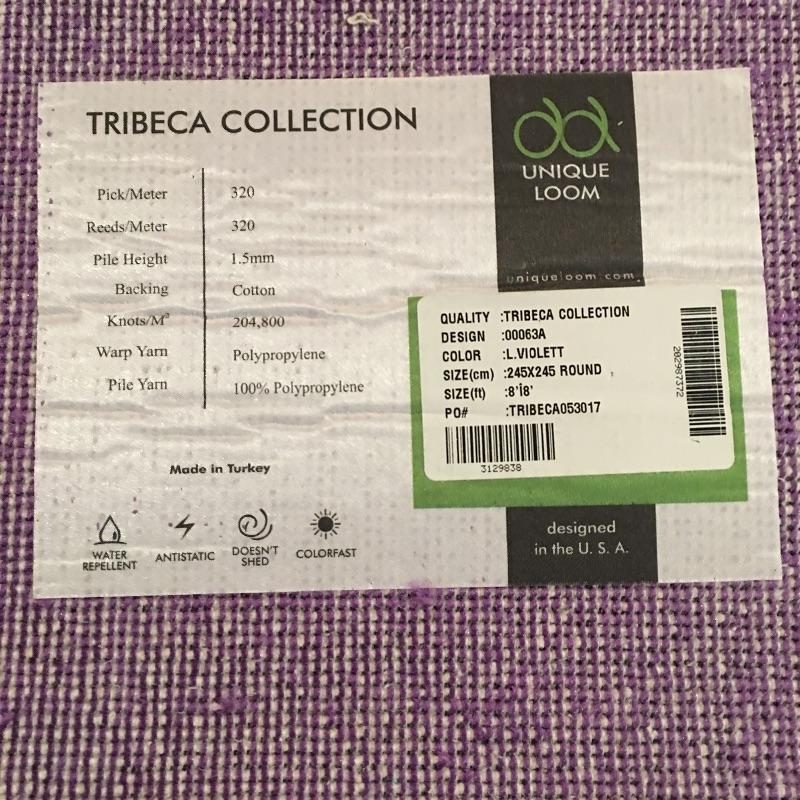 TRIBECA COLLECTION
Pick/Meter 320
Reeds/Meter 320
Pile Height 1.5mm
Backing Cotton
Knots/M² 204,800
Warp Yarn Polypropylene
Pile Yarn 100% Polypropylene
Made in Turkey
WATER REPELLENT
ANTISTATIC
DOESN'T SHED
COLORFAST
UNIQUE
LOOM
uniqueloom.com
QUALITY :TRIBECA COLLECTION
DESIGN :00063A
COLOR :L.VIOLETT
SIZE(cm) :245X245 ROUND
SIZE(ft) :8'İ8'
PO# :TRIBECA053017
3129838
202987372
designed
in the U. S. A.